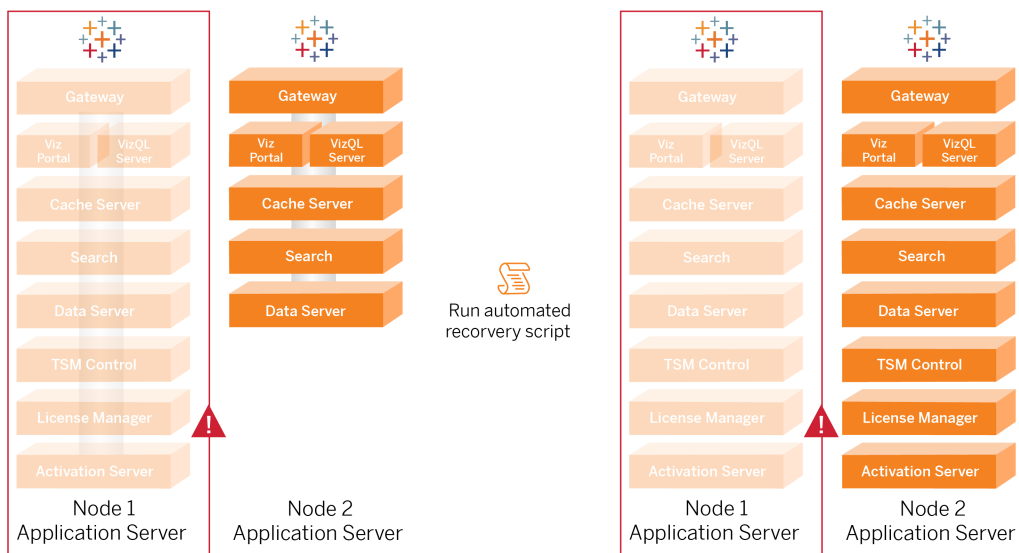 Gateway
Viz
Portal
VizQL
Server
Cache Server
Search
Data Server
TSM Control
License Manager
Activation Server
!
Node 1
Application Server
Gateway
Viz
Portal
VizQL
Server
Cache Server
Search
Data Server
Node 2
Application Server
Run automated
recorvery script
Gateway
Viz
Portal
VizQL
Server
Cache Server
Search
Data Server
TSM Control
License Manager
Activation Server
!
Node 1
Application Server
Gateway
Viz
Portal
VizQL
Server
Cache Server
Search
Data Server
TSM Control
License Manager
Activation Server
Node 2
Application Server